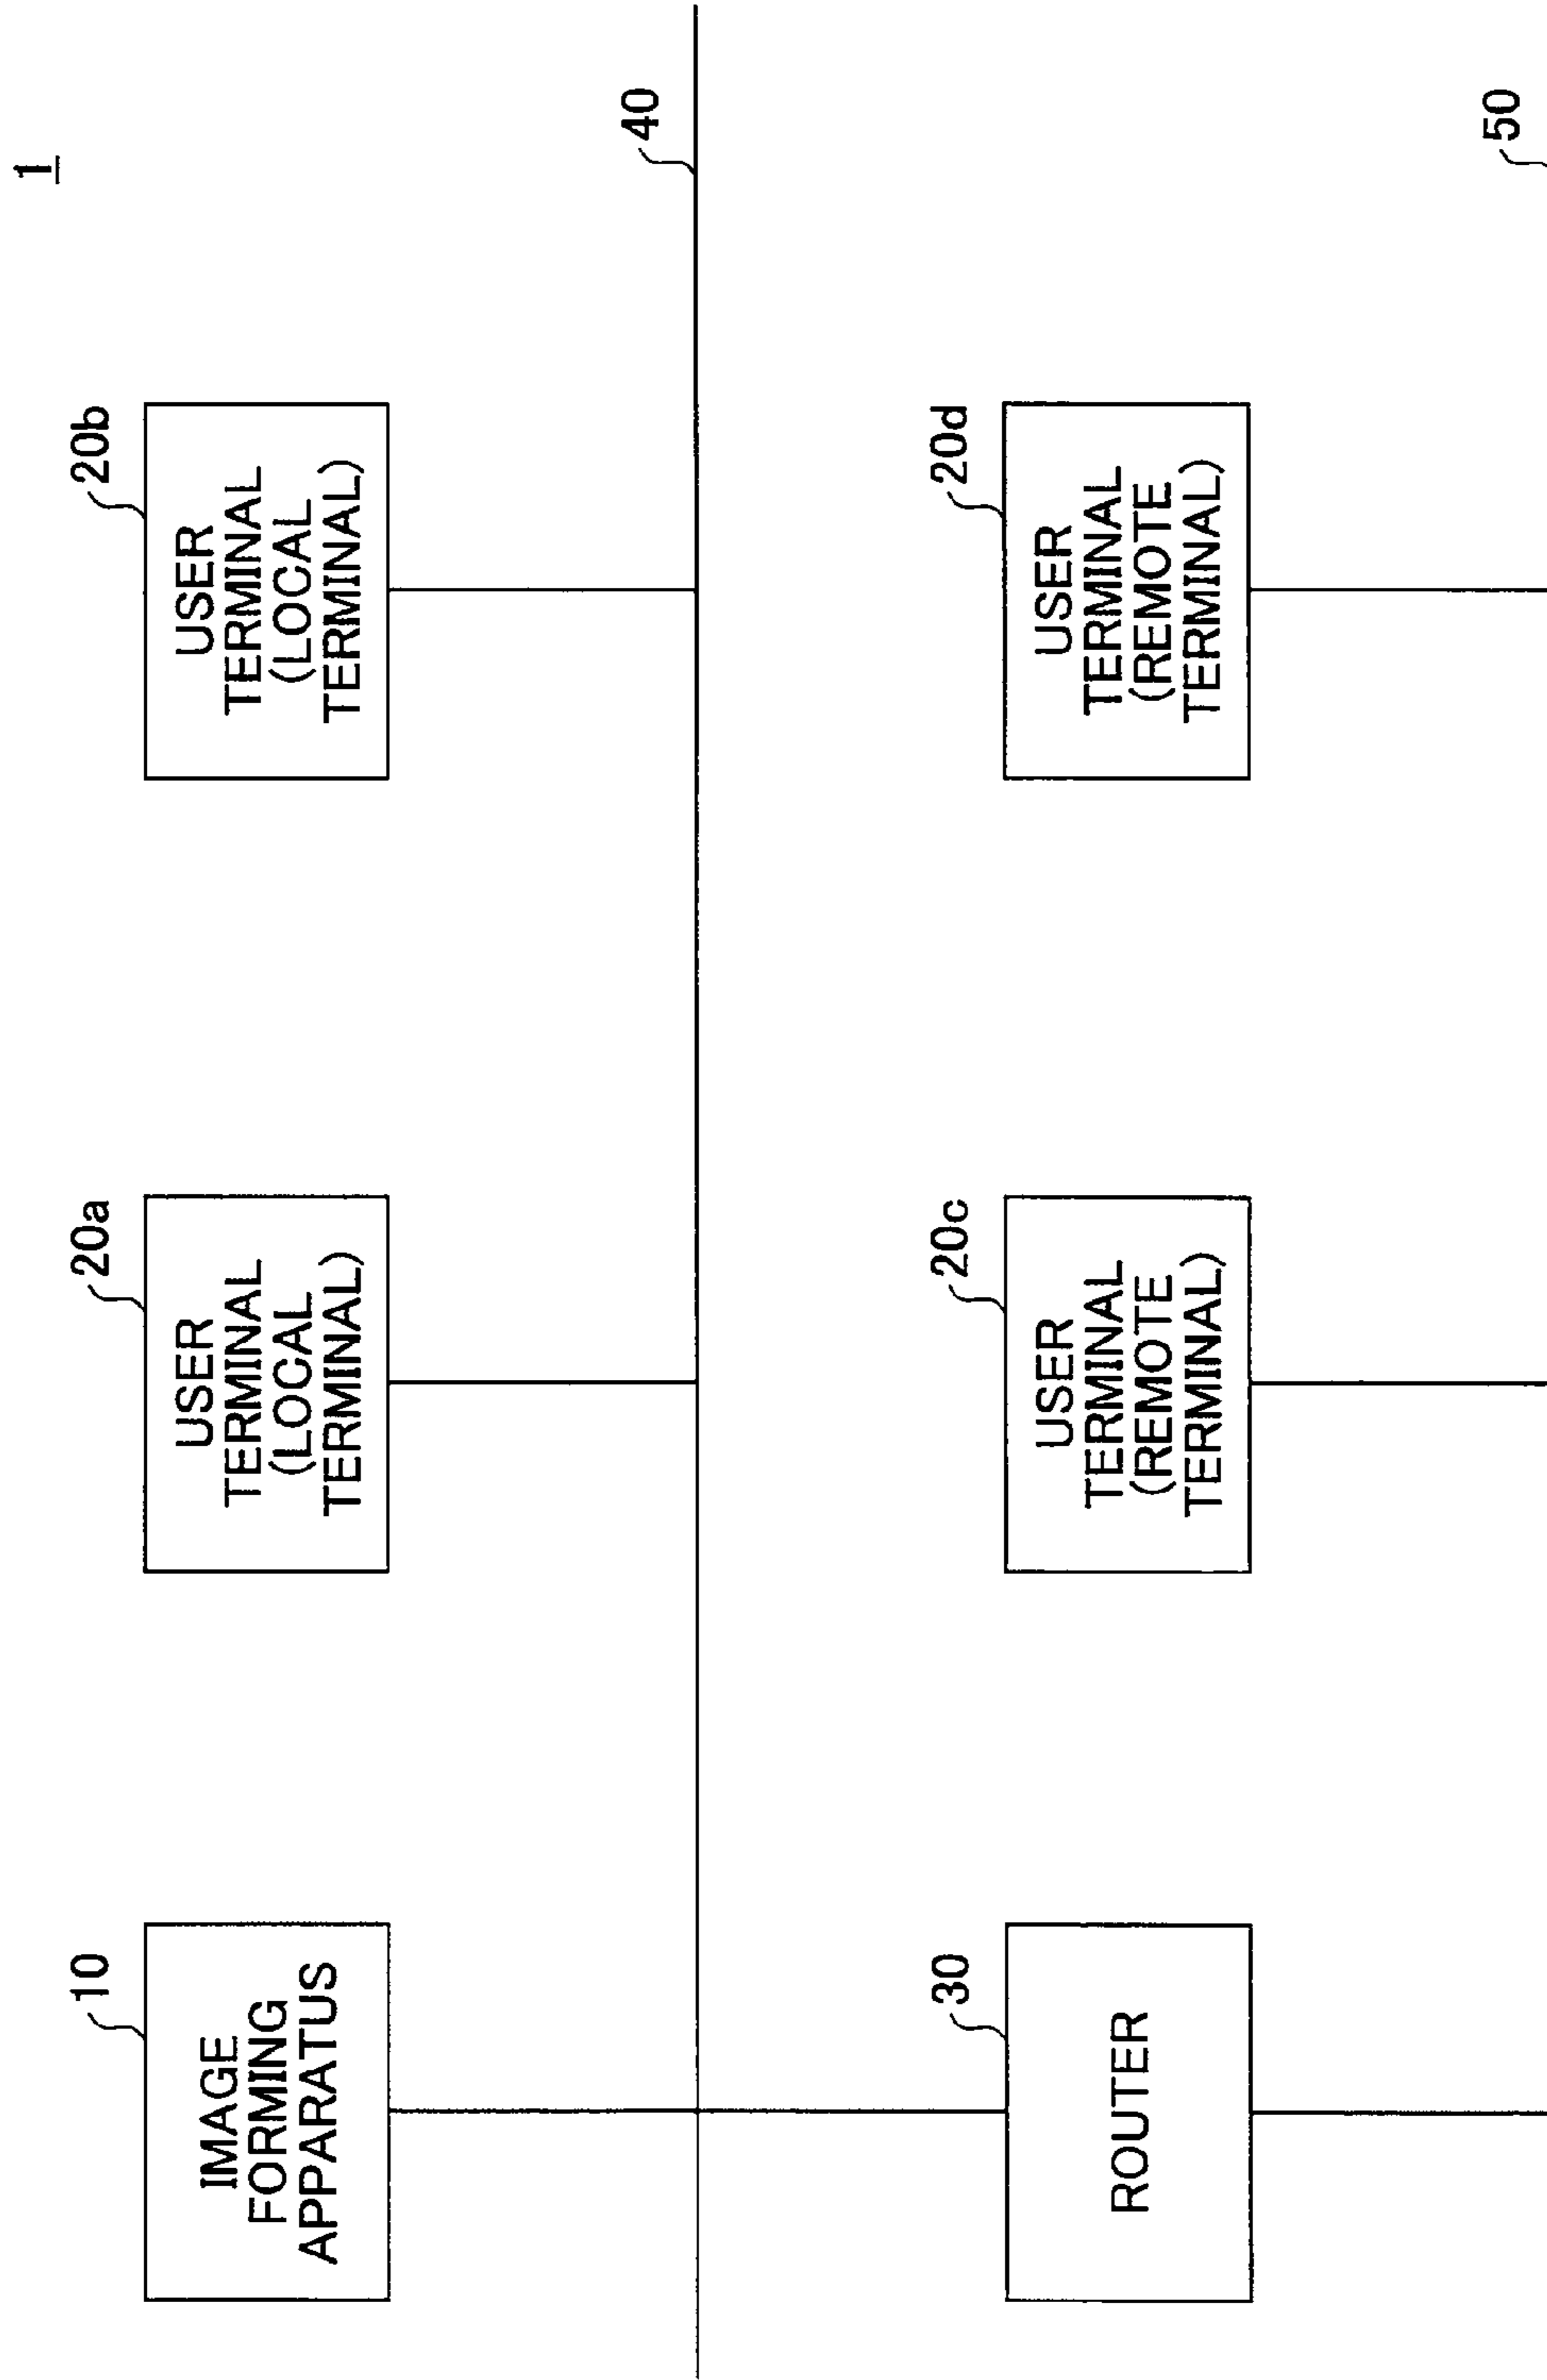 1
10
IMAGE
FORMING
APPARATUS
20a
USER
TERMINAL
(LOCAL
TERMINAL)
20b
USER
TERMINAL
(LOCAL
TERMINAL)
40
30
ROUTER
20c
USER
TERMINAL
(REMOTE
TERMINAL)
20d
USER
TERMINAL
(REMOTE
TERMINAL)
50